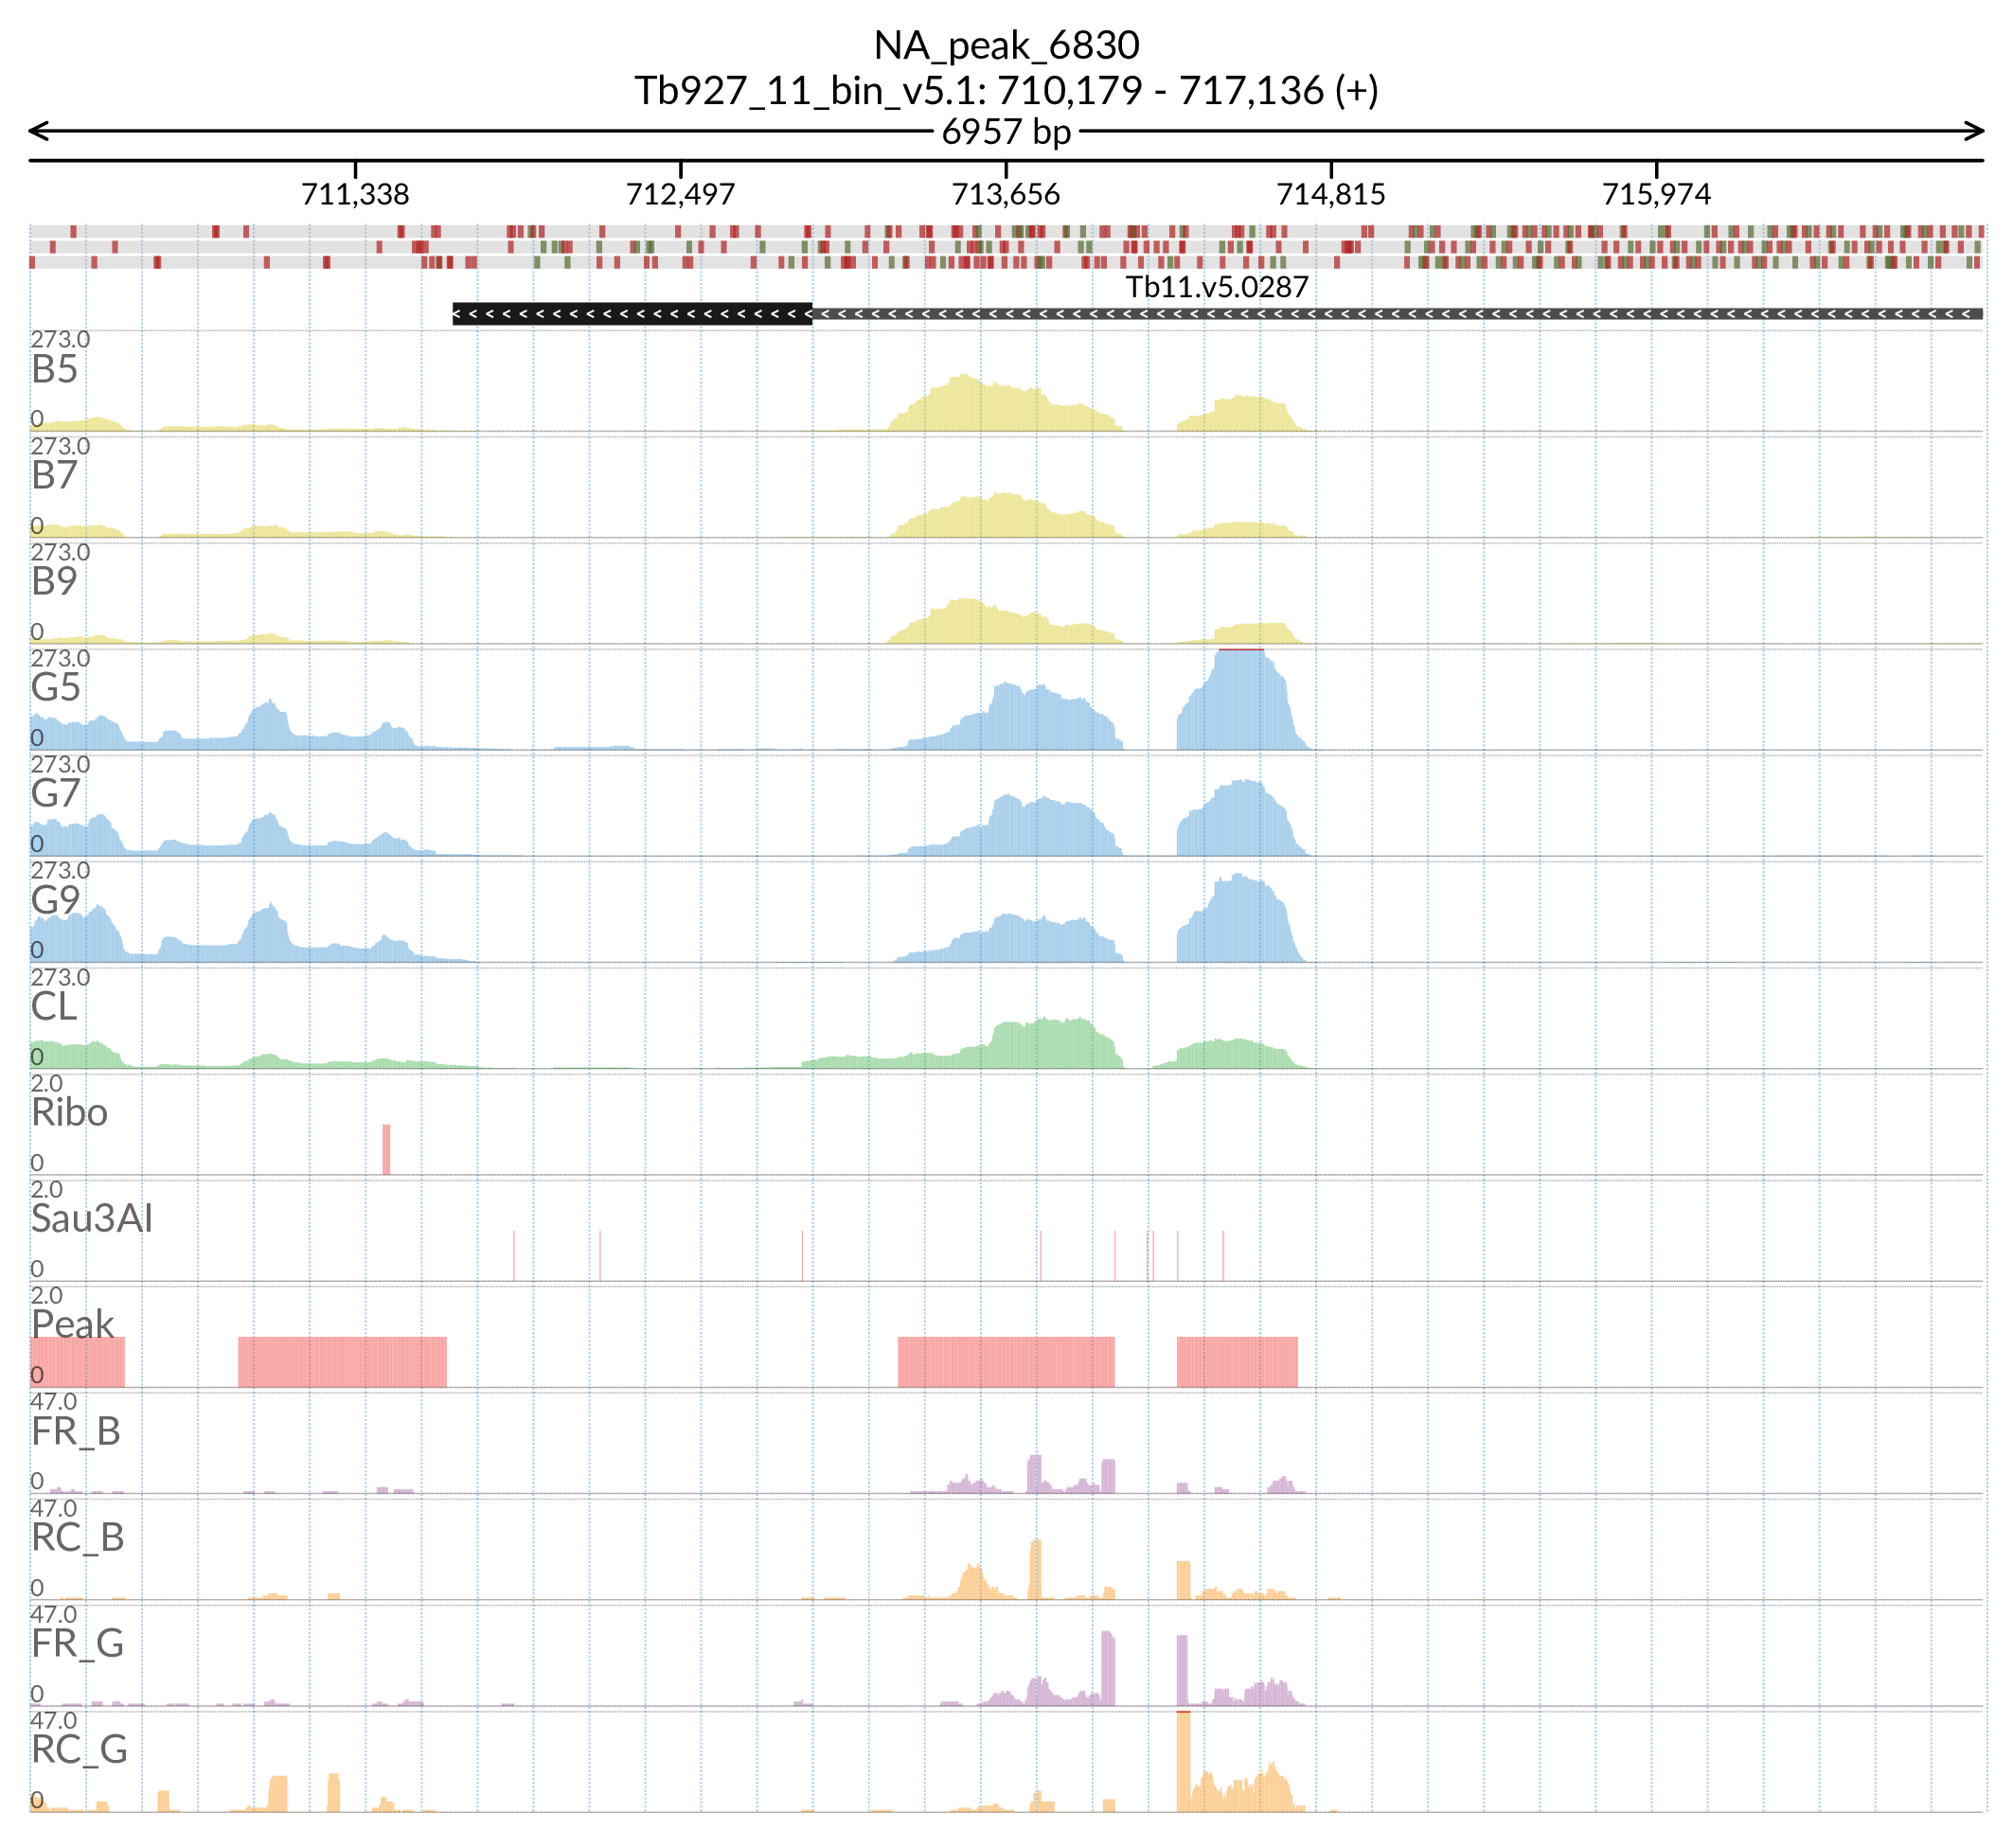 NA_peak_6830
Tb927_11_bin_v5.1: 710,179 - 717,136 (+)
6957 bp
711,338 712,497 713,656 714,815 715,974
Tb11.v5.0287
273.0
B5
0
273.0
B7
0
273.0
B9
0
273.0
G5
0
273.0
G7
0
273.0
G9
0
273.0
CL
0
2.0
Ribo
0
2.0
Sau3AI
0
2.0
Peak
0
47.0
FR_B
0
47.0
RC_B
0
47.0
FR_G
0
47.0
RC_G
0